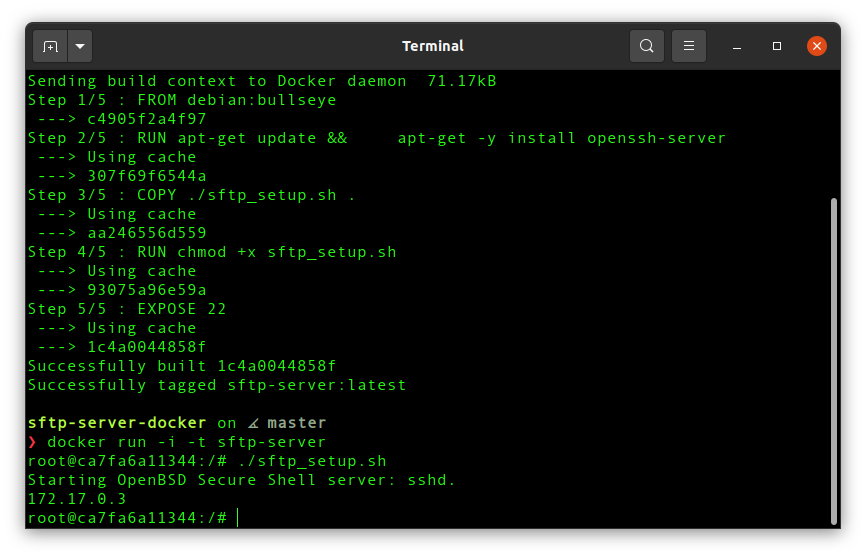 Terminal
Sending build context to Docker daemon  71.17kB
Step 1/5 : FROM debian:bullseye
 ---> c4905f2a4f97
Step 2/5 : RUN apt-get update &&     apt-get -y install openssh-server
 ---> Using cache
 ---> 307f69f6544a
Step 3/5 : COPY ./sftp_setup.sh .
 ---> Using cache
 ---> aa246556d559
Step 4/5 : RUN chmod +x sftp_setup.sh
 ---> Using cache
 ---> 93075a96e59a
Step 5/5 : EXPOSE 22
 ---> Using cache
 ---> 1c4a0044858f
Successfully built 1c4a0044858f
Successfully tagged sftp-server:latest
sftp-server-docker on ∡ master
❯ docker run -i -t sftp-server
root@ca7fa6a11344:/# ./sftp_setup.sh
Starting OpenBSD Secure Shell server: sshd.
172.17.0.3
root@ca7fa6a11344:/#